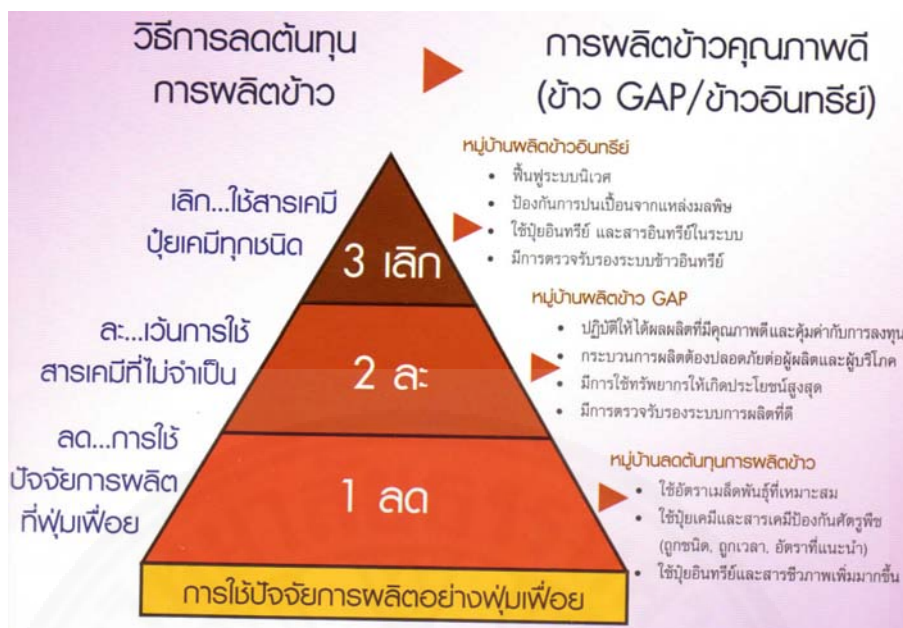 วิธีการลดต้นทุน
การผลิตข้าว
การผลิตข้าวคุณภาพดี
(ข้าว GAP/ข้าวอินทรีย์)
เลิก...ใช้สารเคมี
ปุ๋ยเคมีทุกชนิด
3 เลิก
หมู่บ้านผลิตข้าวอินทรีย์
• ฟื้นฟูระบบนิเวศ
• ป้องกันการปนเปื้อนจากแหล่งมลพิษ
• ใช้ปุ๋ยอินทรีย์ และสารอินทรีย์ในระบบ
• มีการตรวจรับรองระบบข้าวอินทรีย์
ละ...เว้นการใช้
สารเคมีที่ไม่จำเป็น
2 ละ
หมู่บ้านผลิตข้าว GAP
• ปฏิบัติให้ได้ผลผลิตที่มีคุณภาพดีและคุ้มค่ากับการลงทุน
• กระบวนการผลิตต้องปลอดภัยต่อผู้ผลิตและผู้บริโภค
• มีการใช้ทรัพยากรให้เกิดประโยชน์สูงสุด
• มีการตรวจรับรองระบบการผลิตที่ดี
ลด...การใช้
ปัจจัยการผลิต
ที่ฟุ่มเฟือย
1 ลด
หมู่บ้านลดต้นทุนการผลิตข้าว
• ใช้อัตราเมล็ดพันธุ์ที่เหมาะสม
• ใช้ปุ๋ยเคมีและสารเคมีป้องกันศัตรูพืช
(ถูกชนิด, ถูกเวลา, อัตราที่แนะนำ)
• ใช้ปุ๋ยอินทรีย์และสารชีวภาพเพิ่มมากขึ้น
การใช้ปัจจัยการผลิตอย่างฟุ่มเฟือย